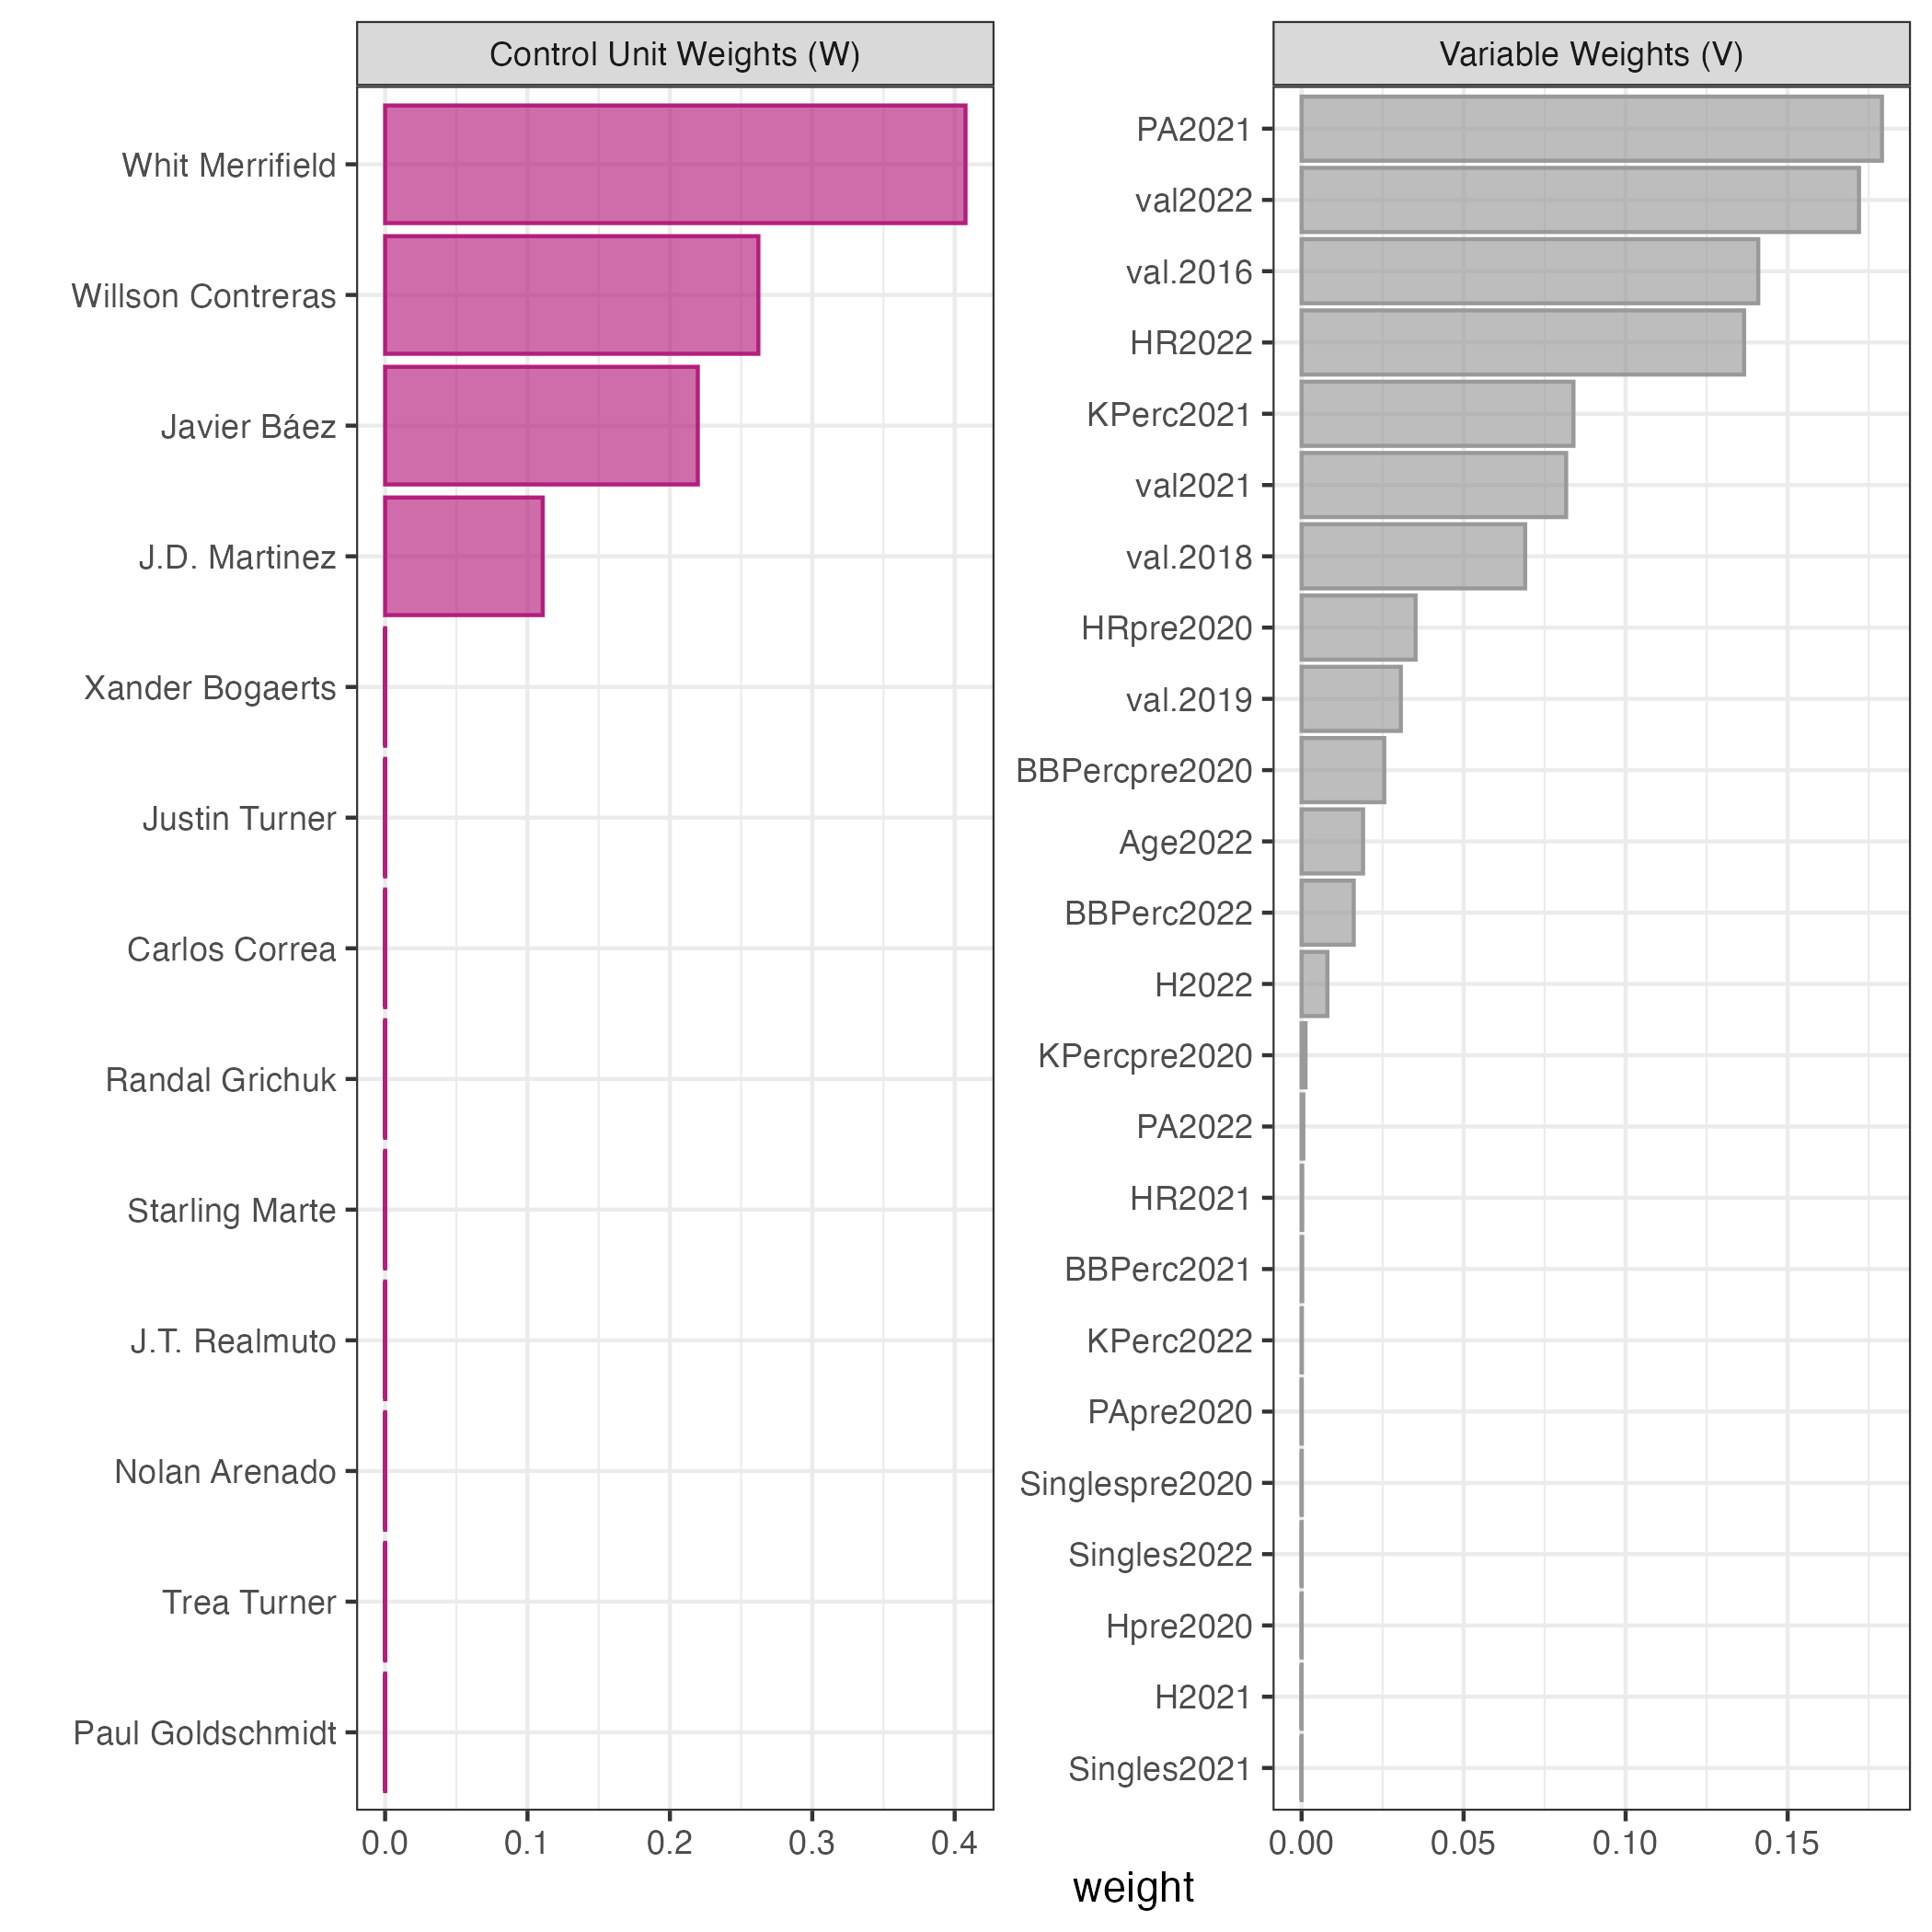 Control Unit Weights (W)
Whit Merrifield
Willson Contreras
Javier Báez
J.D. Martinez
Xander Bogaerts
Justin Turner
Carlos Correa
Randal Grichuk
Starling Marte
J.T. Realmuto
Nolan Arenado
Trea Turner
Paul Goldschmidt
0.0 0.1 0.2 0.3 0.4
Variable Weights (V)
PA2021
val2022
val.2016
HR2022
KPerc2021
val2021
val.2018
HRpre2020
val.2019
BBPercpre2020
Age2022
BBPerc2022
H2022
KPercpre2020
PA2022
HR2021
BBPerc2021
KPerc2022
PApre2020
Singlespre2020
Singles2022
Hpre2020
H2021
Singles2021
0.00 0.05 0.10 0.15
weight